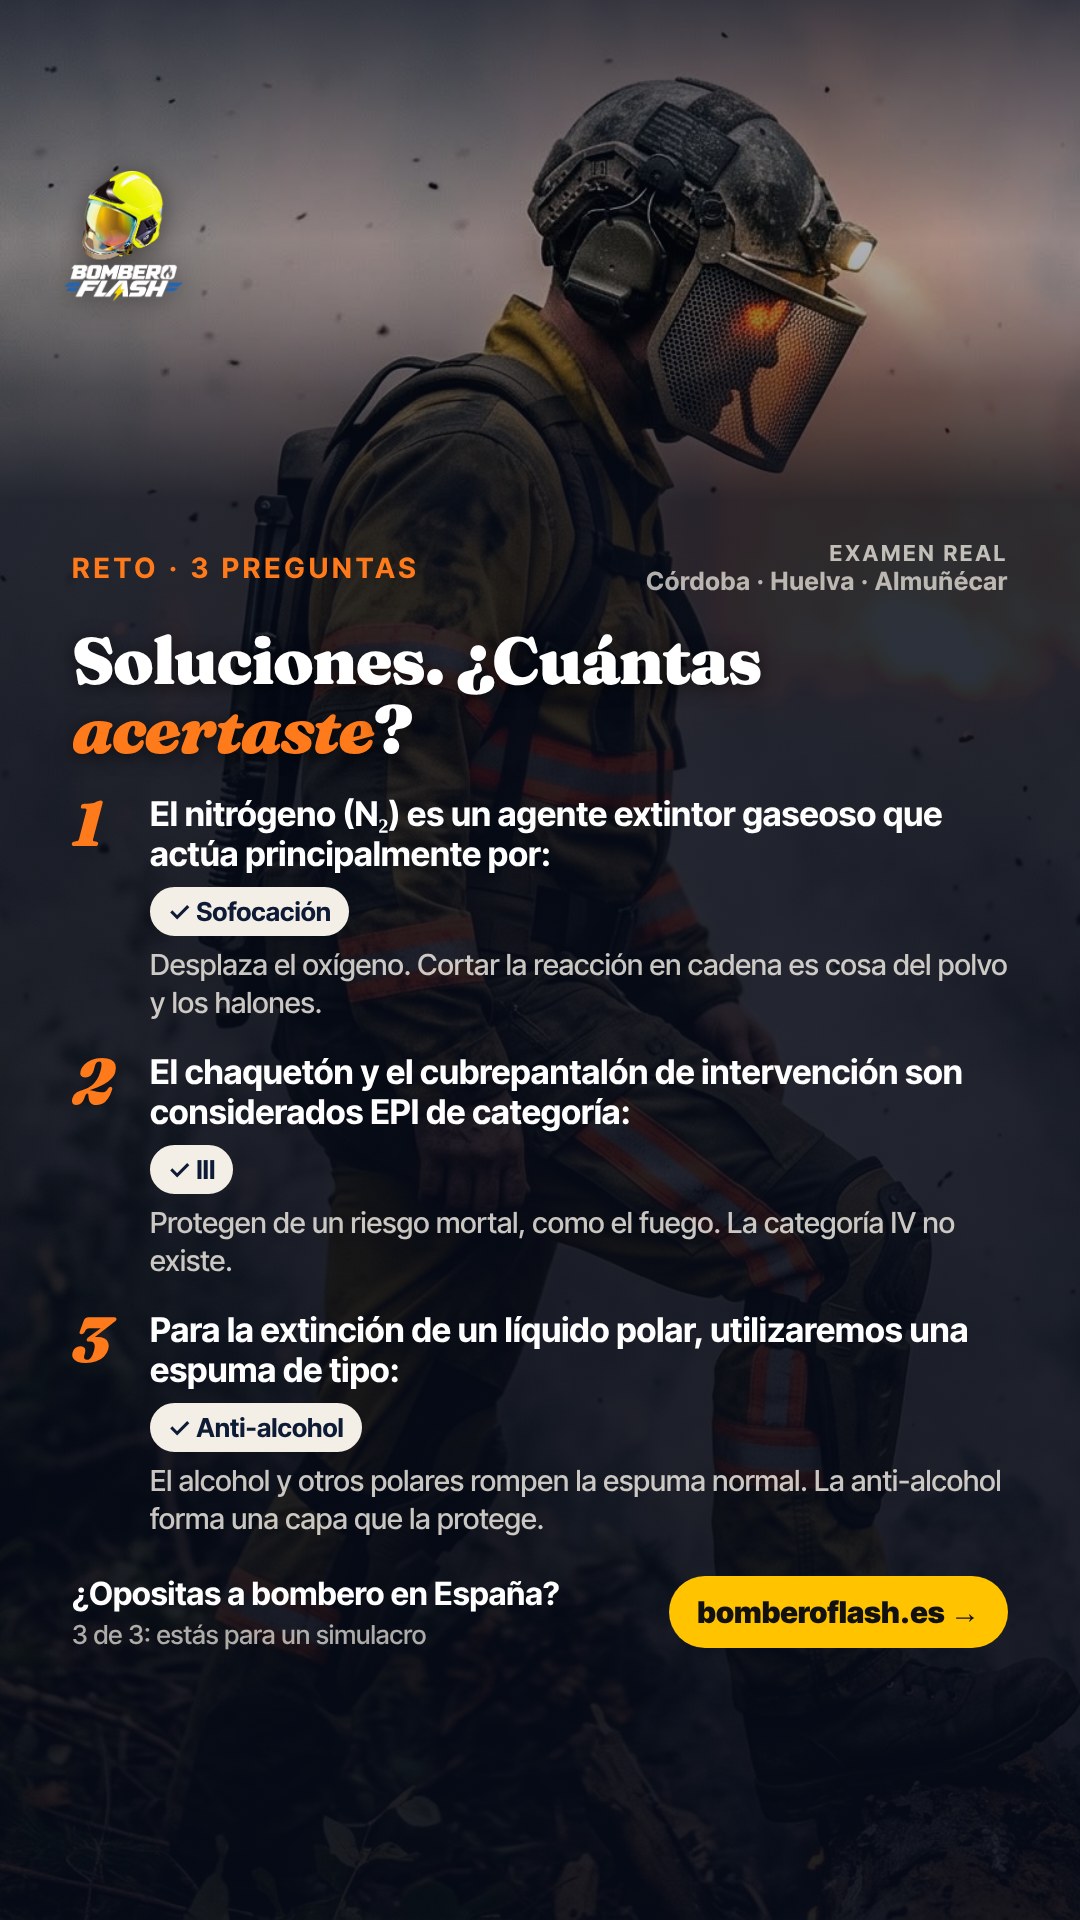 BOMBERO
FLASH
RETO · 3 PREGUNTAS
EXAMEN REAL
Córdoba · Huelva · Almuñécar
Soluciones. ¿Cuántas
acertaste?
1
El nitrógeno (N₂) es un agente extintor gaseoso que
actúa principalmente por:
✓ Sofocación
Desplaza el oxígeno. Cortar la reacción en cadena es cosa del polvo
y los halones.
2
El chaquetón y el cubrepantalón de intervención son
considerados EPI de categoría:
✓ III
Protegen de un riesgo mortal, como el fuego. La categoría IV no
existe.
3
Para la extinción de un líquido polar, utilizaremos una
espuma de tipo:
✓ Anti-alcohol
El alcohol y otros polares rompen la espuma normal. La anti-alcohol
forma una capa que la protege.
¿Opositas a bombero en España?
3 de 3: estás para un simulacro
bomberoflash.es →